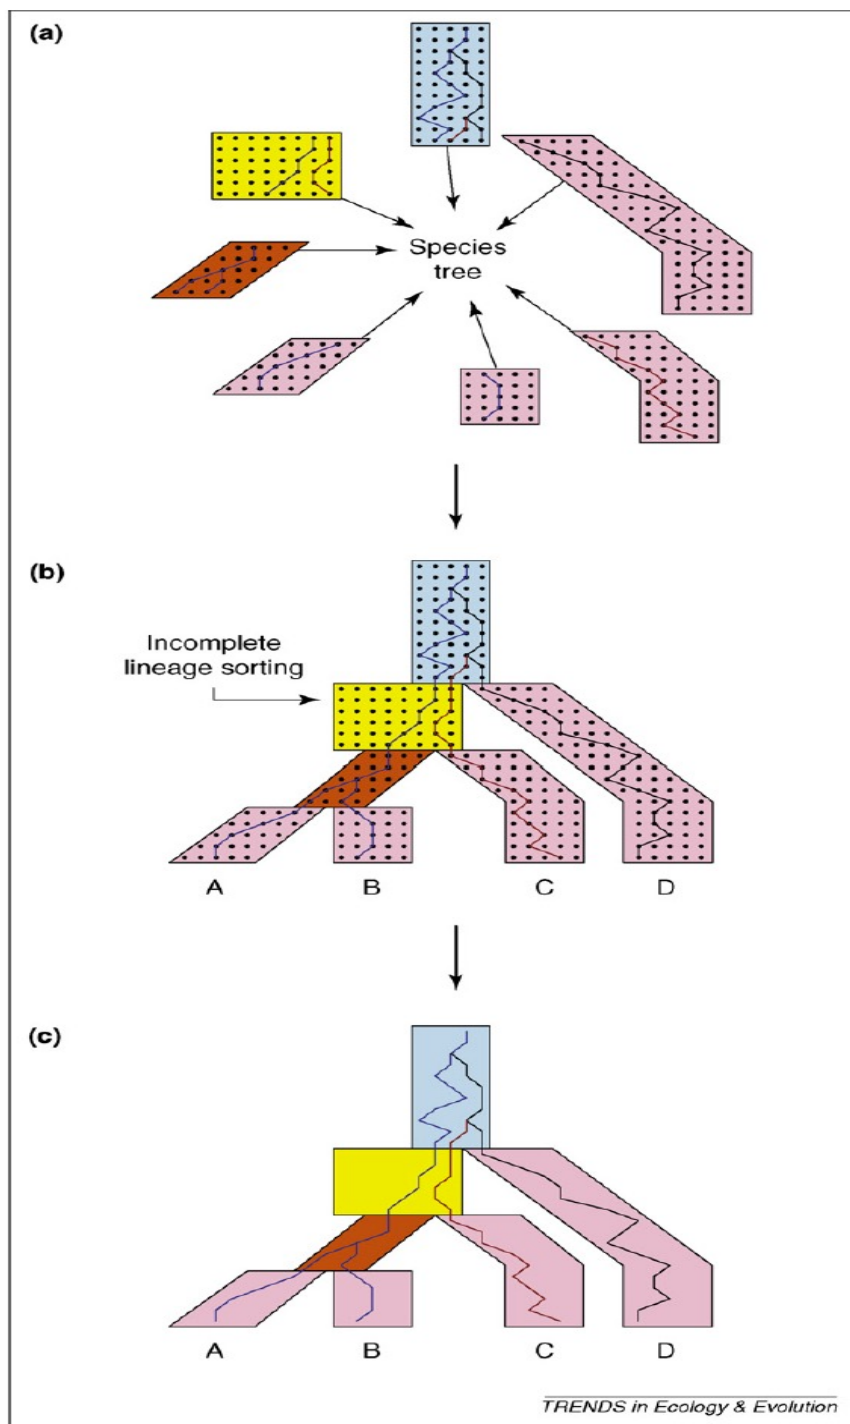 (a)
Species
tree
(b)
Incomplete
lineage sorting
A B C D
(c)
A B C D
TRENDS in Ecology & Evolution